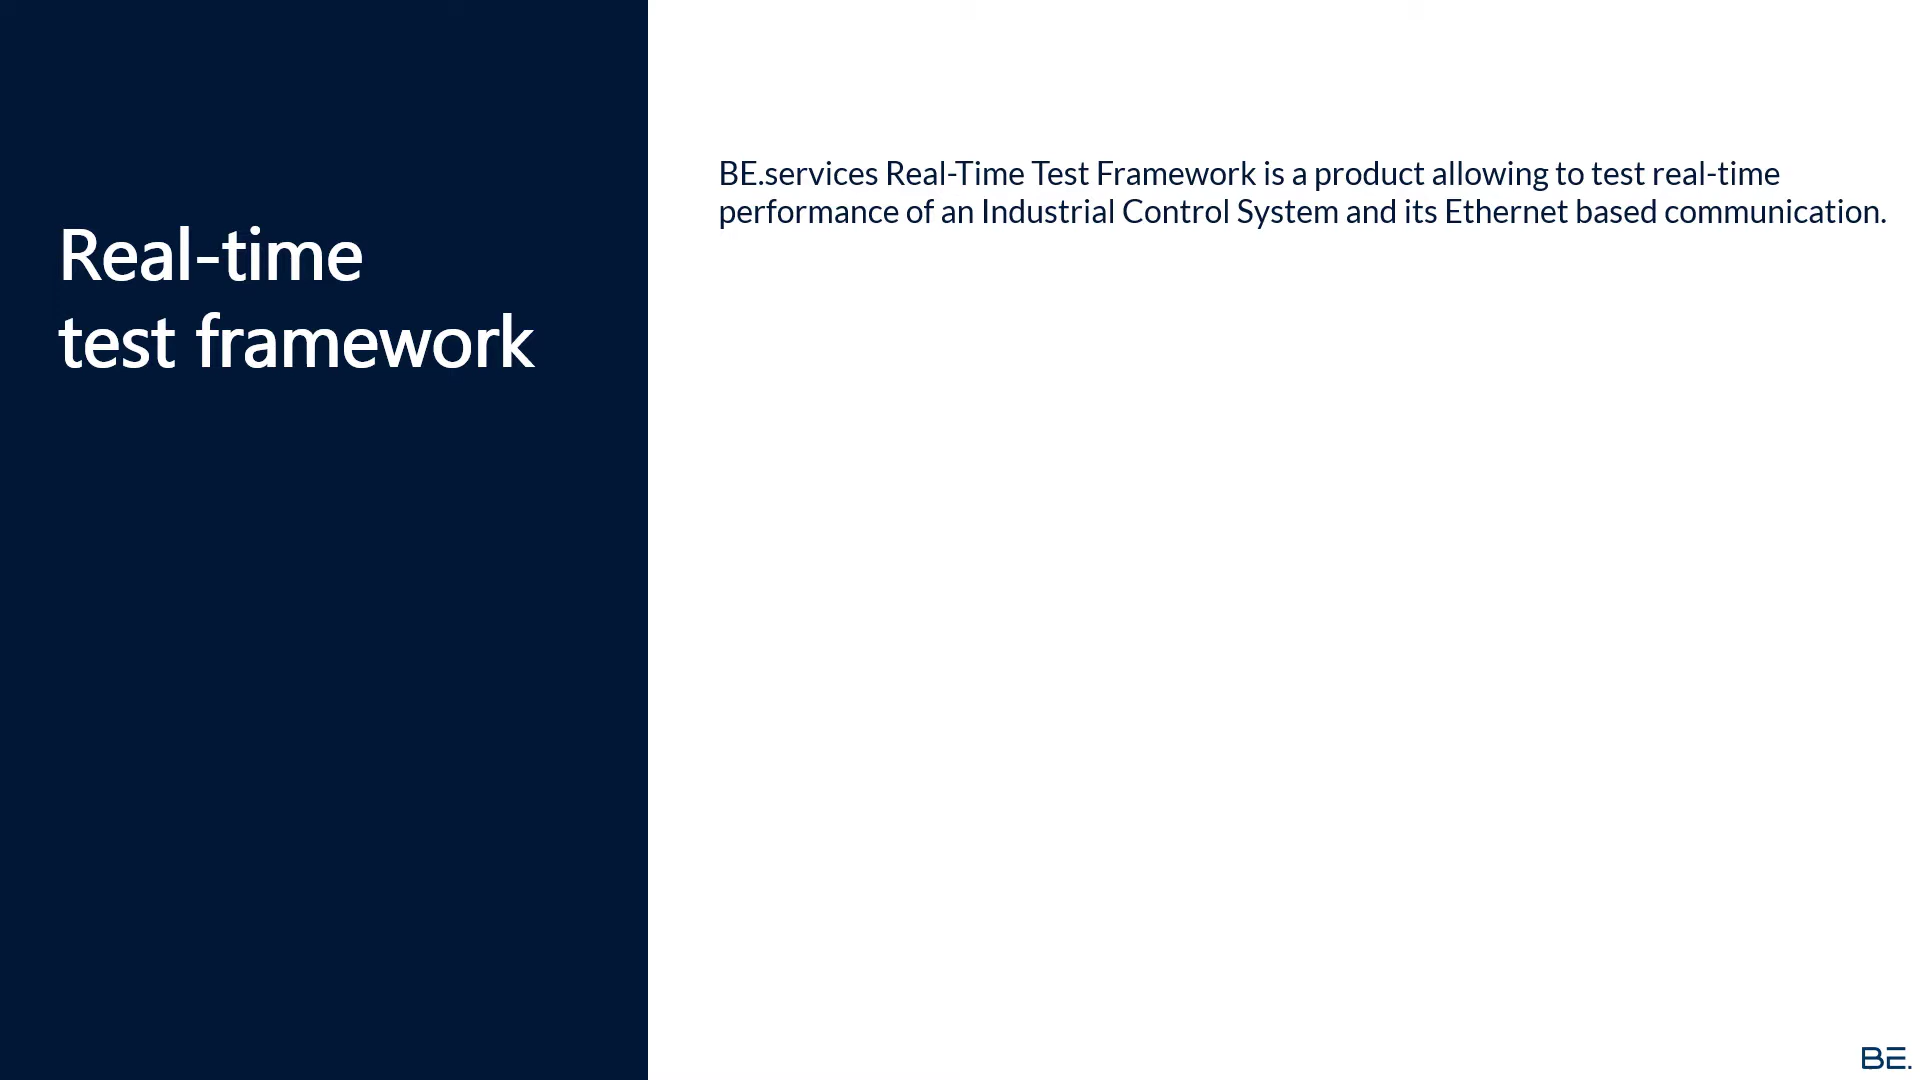 Real-time
test framework
BE.services Real-Time Test Framework is a product allowing to test real-time
performance of an Industrial Control System and its Ethernet based communication.
BE.